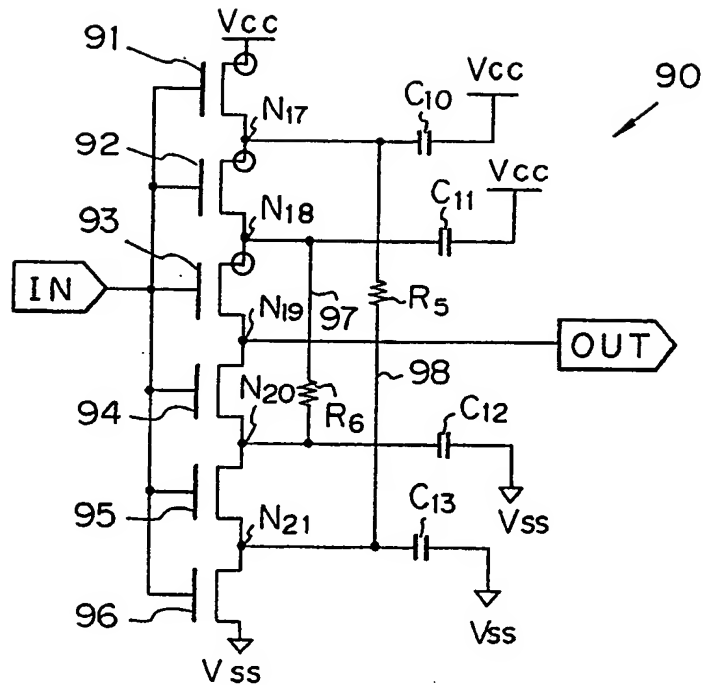 91
Vcc
Vcc
90
N17
C10
92
Vcc
93
N18
C11
IN
N19
97
R5
OUT
94
N20
R6
98
C12
95
N21
C13
Vss
96
Vss
Vss